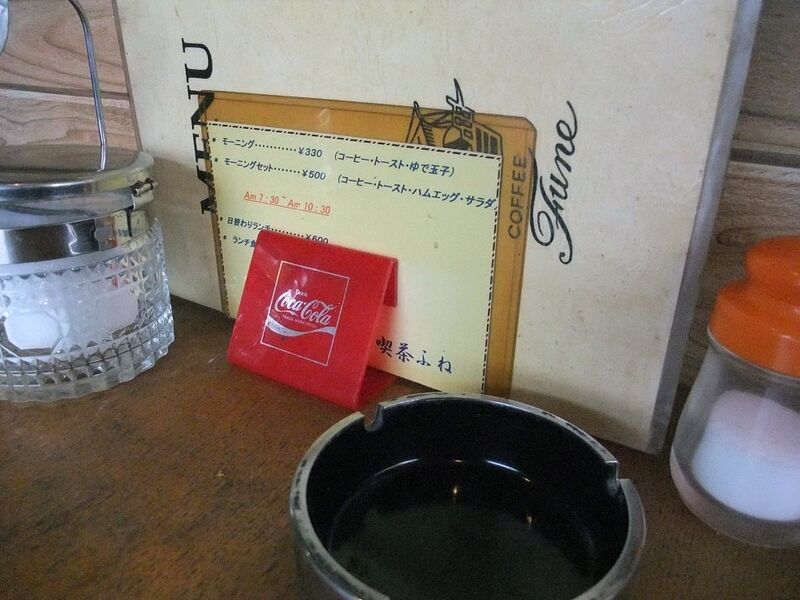 MENU
* モーニング…………¥330 (コーヒー・トースト・ゆで玉子)
* モーニングセット………¥500 (コーヒー・トースト・ハムエッグ・サラダ
Am 7:30~Am 10:30
* 日替わりランチ………¥600
* ランチ
喫茶ふね
COFFEE
Fune
Drink
Coca-Cola
TRADE MARK